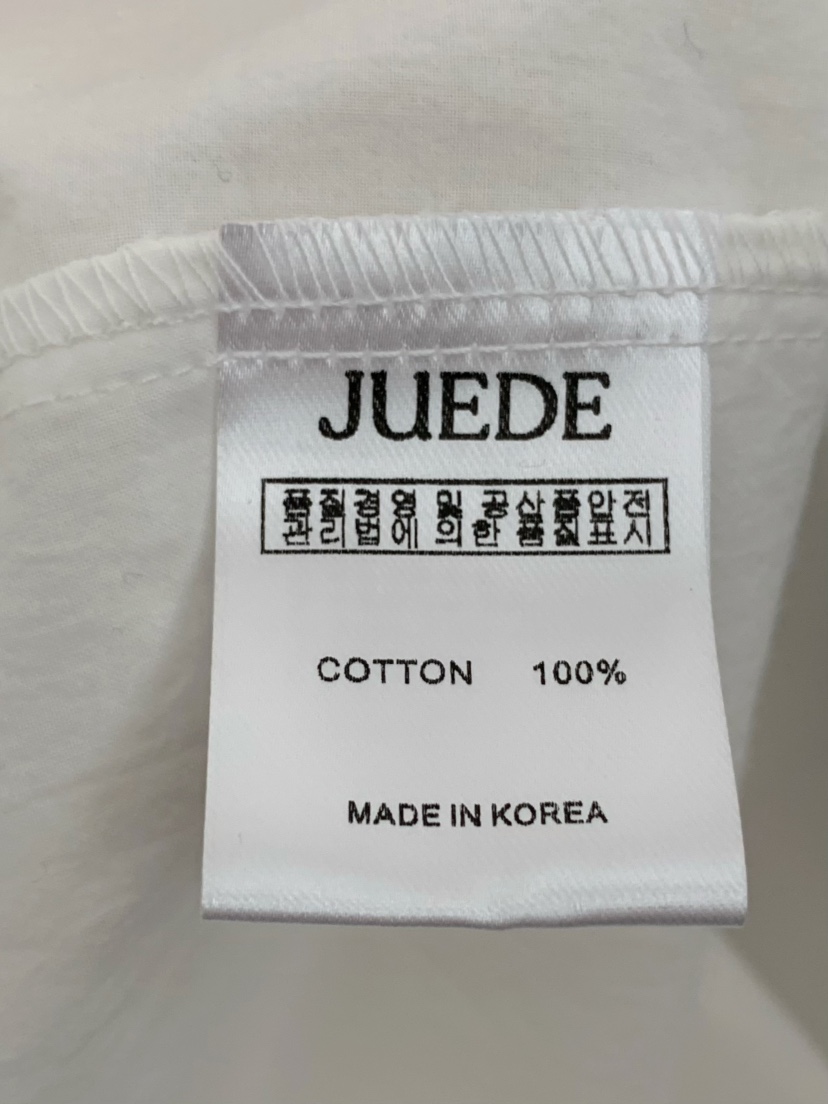 JUEDE
품질경영 및 공산품안전
관리법에 의한 품질표시
COTTON 100%
MADE IN KOREA